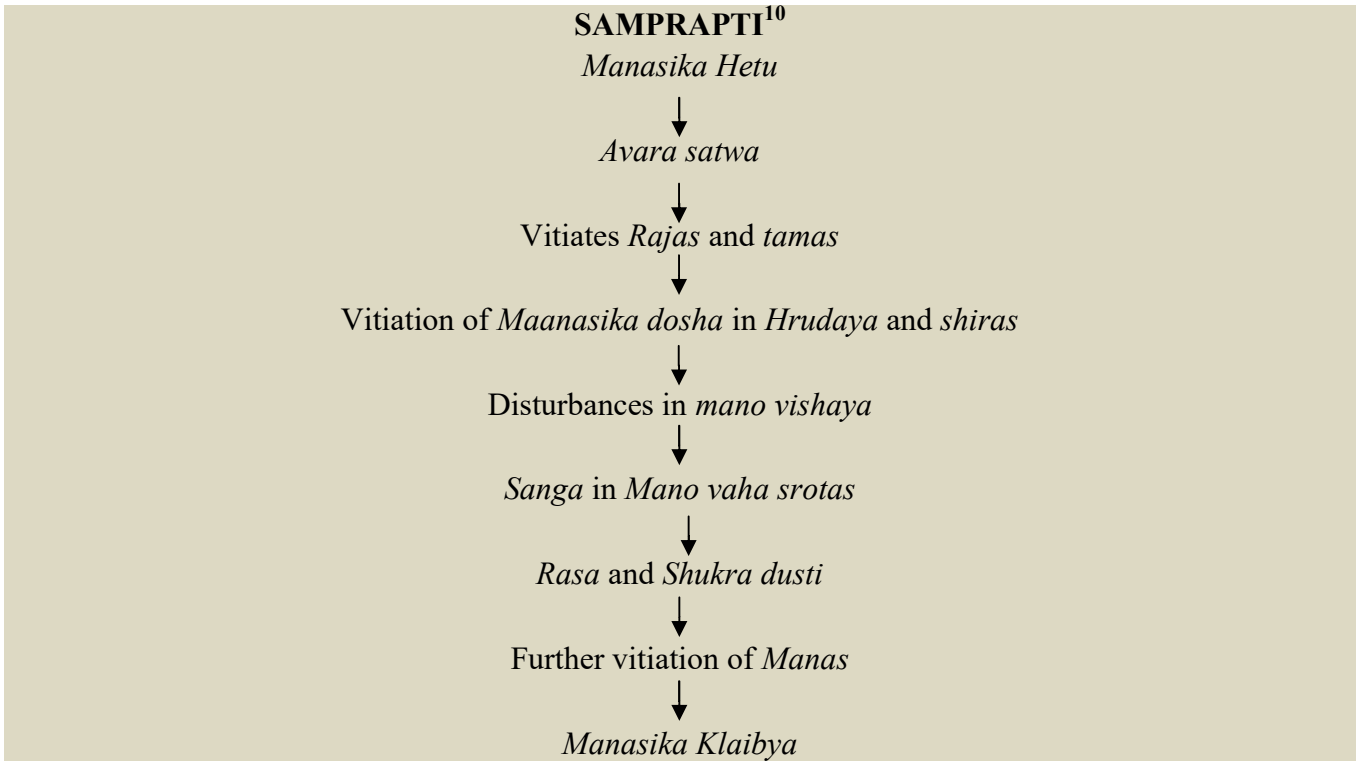 SAMPRAPTI10
Manasika Hetu
Avara satwa
Vitiates Rajas and tamas
Vitiation of Maanasika dosha in Hrudaya and shiras
Disturbances in mano vishaya
Sanga in Mano vaha srotas
Rasa and Shukra dusti
Further vitiation of Manas
Manasika Klaibya